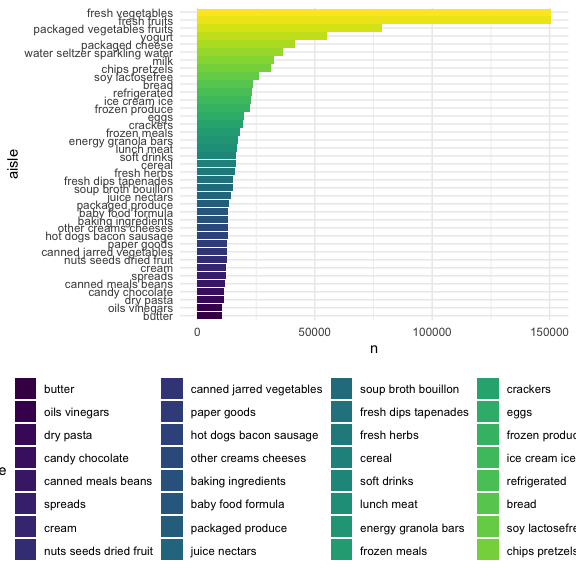 fresh vegetables
fresh fruits
packaged vegetables fruits
yogurt
packaged cheese
water seltzer sparkling water
milk
chips pretzels
soy lactosefree
bread
refrigerated
ice cream ice
frozen produce
eggs
crackers
frozen meals
energy granola bars
lunch meat
soft drinks
cereal
fresh herbs
fresh dips tapenades
soup broth bouillon
juice nectars
packaged produce
baby food formula
baking ingredients
other creams cheeses
hot dogs bacon sausage
paper goods
canned jarred vegetables
nuts seeds dried fruit
cream
spreads
canned meals beans
candy chocolate
dry pasta
oils vinegars
butter
aisle
0 50000 100000 150000
n
butter canned jarred vegetables soup broth bouillon crackers
oils vinegars paper goods fresh dips tapenades eggs
dry pasta hot dogs bacon sausage fresh herbs frozen produc
candy chocolate other creams cheeses cereal ice cream ice
e
canned meals beans baking ingredients soft drinks refrigerated
spreads baby food formula lunch meat bread
cream packaged produce energy granola bars soy lactosefre
nuts seeds dried fruit juice nectars frozen meals chips pretzels